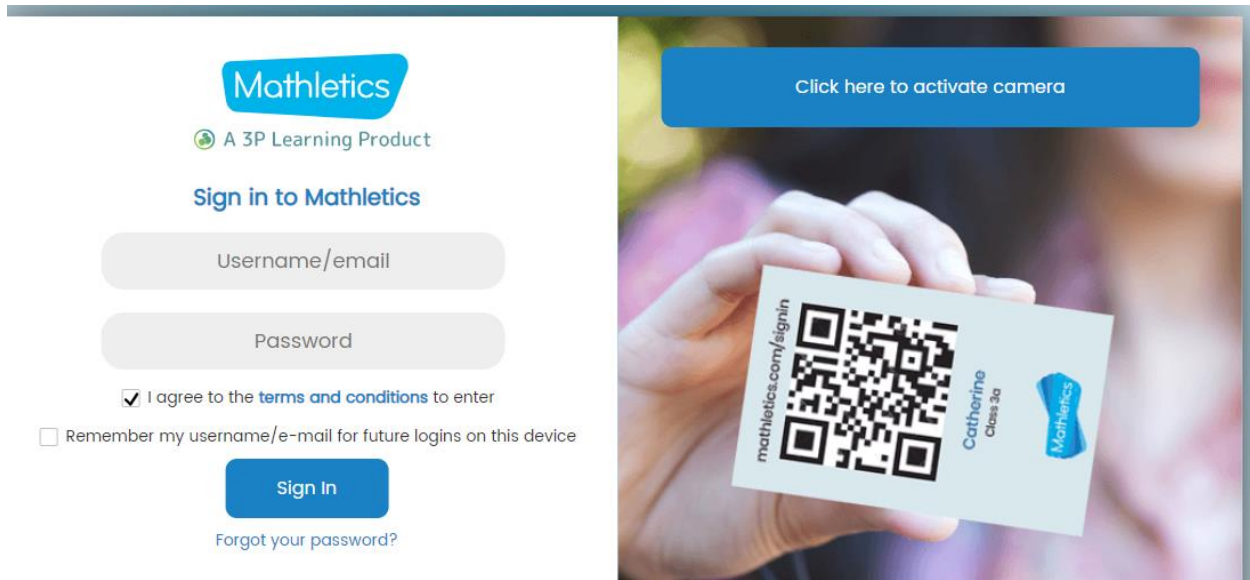 Mathletics
A 3P Learning Product
Sign in to Mathletics
Username/email
Password
I agree to the terms and conditions to enter
Remember my username/e-mail for future logins on this device
Sign In
Forgot your password?
Click here to activate camera
mathletics.com/signin
Catherine
Class 3a
Mathletics